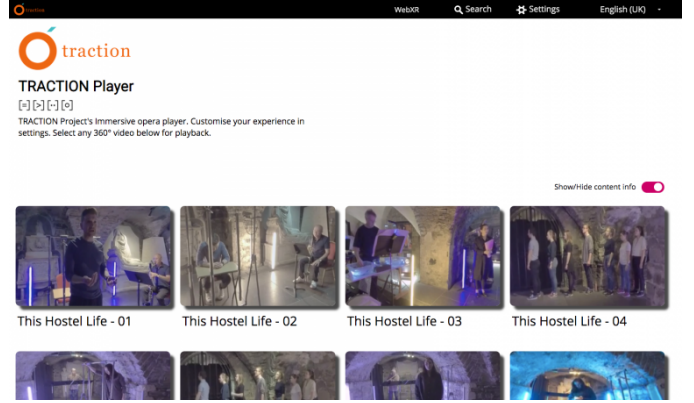 traction
WebXR
Search
Settings
English (UK)
traction
TRACTION Player
[=] [>] [··] [o]
TRACTION Project's Immersive opera player. Customise your experience in
settings. Select any 360° video below for playback.
Show/Hide content info
This Hostel Life - 01
This Hostel Life - 02
This Hostel Life - 03
This Hostel Life - 04